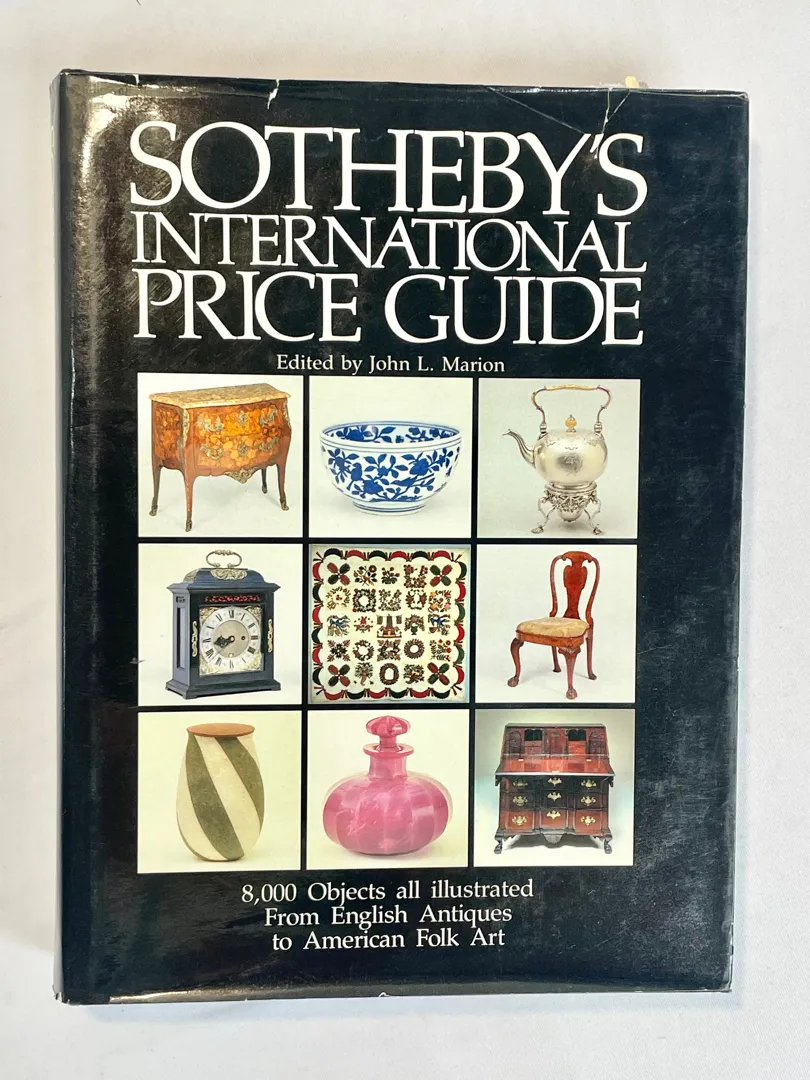 SOTHEBY'S
INTERNATIONAL
PRICE GUIDE
Edited by John L. Marion
8,000 Objects all illustrated
From English Antiques
to American Folk Art